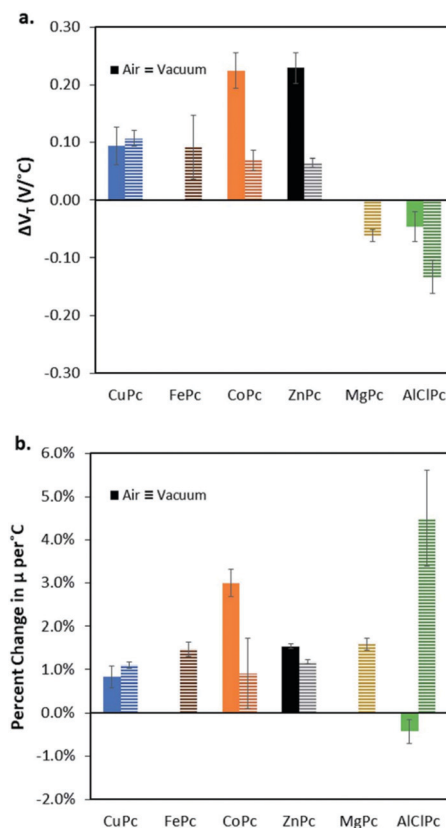 a.
0.30
0.20
0.10
0.00
-0.10
-0.20
-0.30
ΔVT (V/°C)
Air Vacuum
CuPc FePc CoPc ZnPc MgPc AlClPc
b.
6.0%
5.0%
4.0%
3.0%
2.0%
1.0%
0.0%
-1.0%
-2.0%
Percent Change in μ per°C
Air Vacuum
CuPc FePc CoPc ZnPc MgPc AlClPc